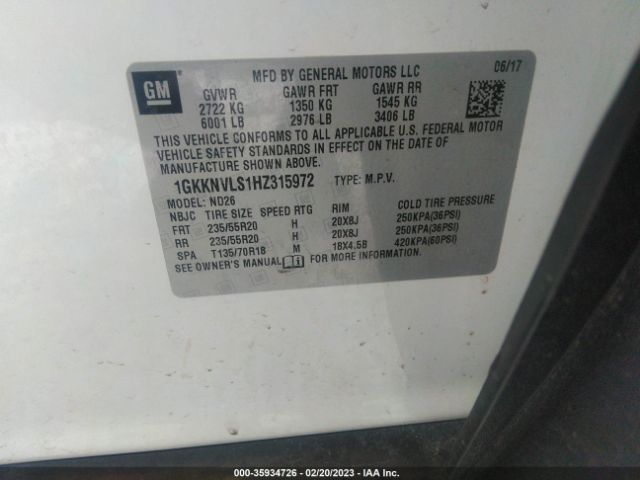 GM
MFD BY GENERAL MOTORS LLC 06/17
GVWR GAWR FRT GAWR RR
2722 KG 1350 KG 1545 KG
6001 LB 2976 LB 3406 LB
THIS VEHICLE CONFORMS TO ALL APPLICABLE U.S. FEDERAL MOTOR
VEHICLE SAFETY STANDARDS IN EFFECT ON THE DATE OF
MANUFACTURE SHOWN ABOVE.
1GKKNVLS1HZ315972 TYPE: M.P.V.
MODEL: ND26
NBJC TIRE SIZE SPEED RTG RIM COLD TIRE PRESSURE
FRT 235/55R20 H 20X8J 250KPA(36PSI)
RR 235/55R20 H 20X8J 250KPA(36PSI)
SPA T135/70R18 M 18X4.5B 420KPA(60PSI)
SEE OWNER'S MANUAL FOR MORE INFORMATION.
000-35934726 - 02/20/2023 - IAA Inc.